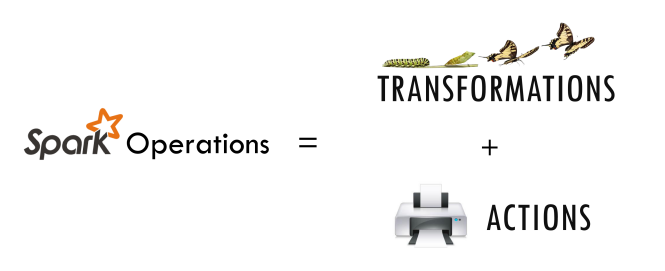 TRANSFORMATIONS
Spark Operations =
+
ACTIONS